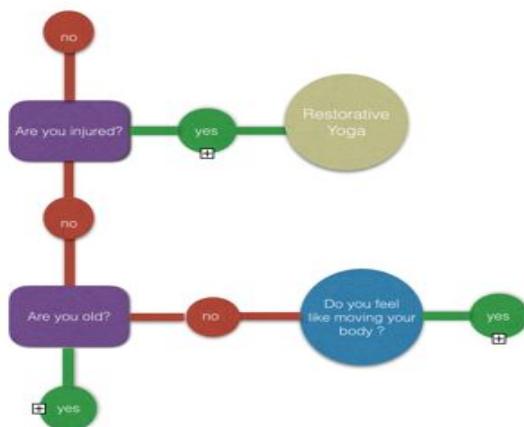 no
Are you injured?
yes
Restorative
Yoga
no
Are you old?
no
Do you feel
like moving your
body ?
yes
yes